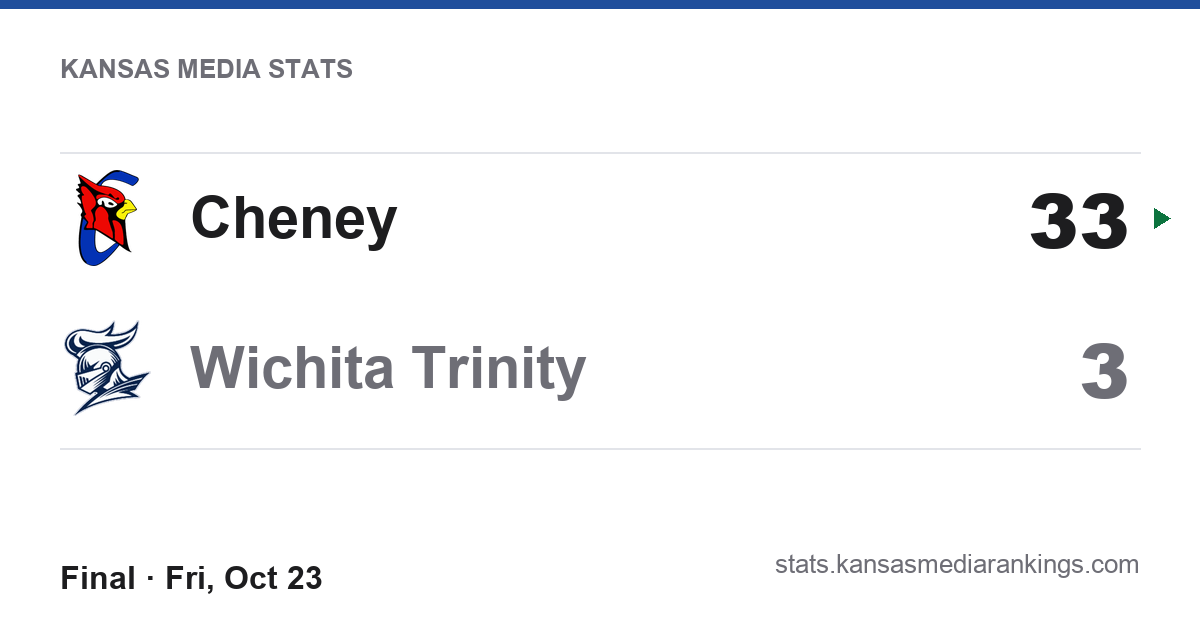 KANSAS MEDIA STATS
Cheney 33
Wichita Trinity 3
Final · Fri, Oct 23
stats.kansasmediarankings.com